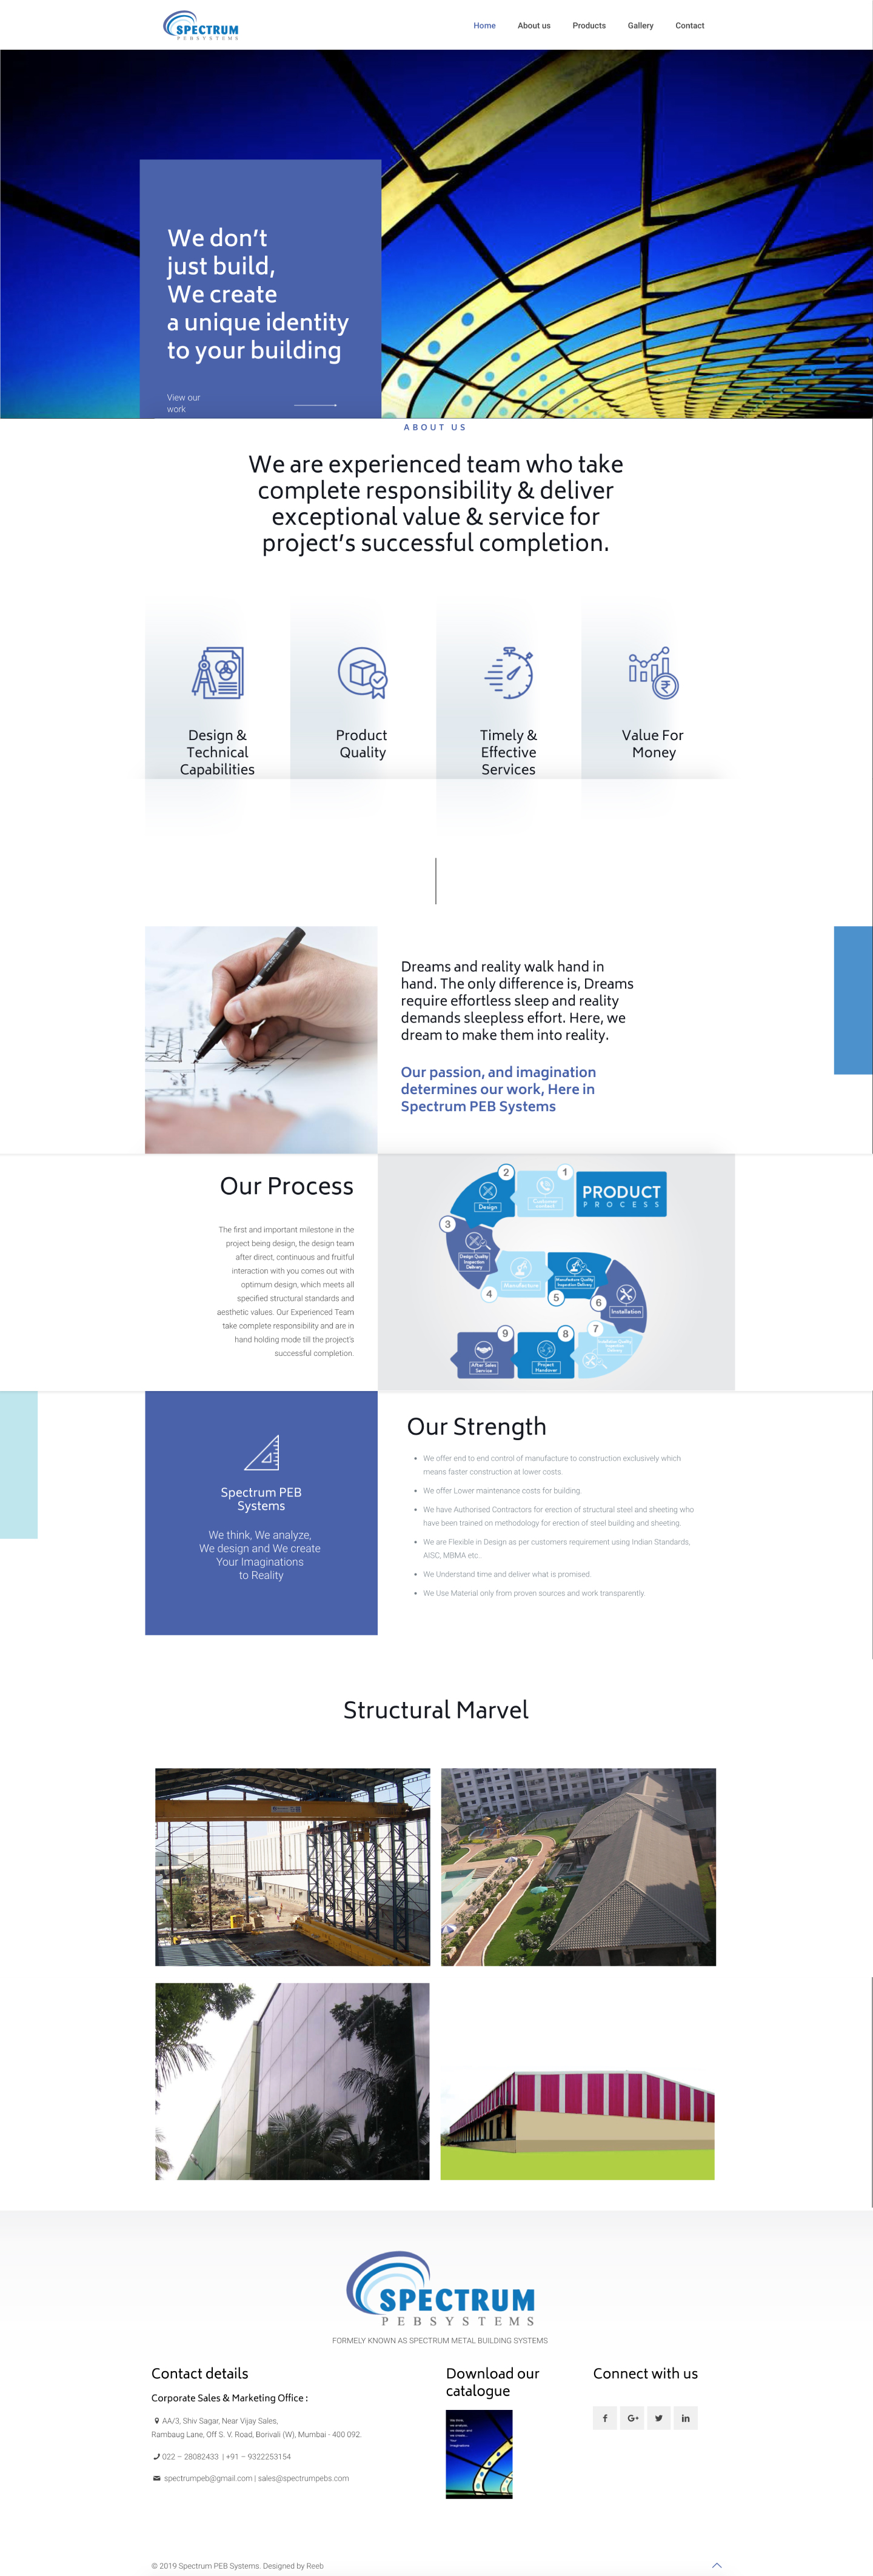 SPECTRUM
PEBSYSTEMS
Home About us Products Gallery Contact
We don't
just build,
We create
a unique identity
to your building
View our
work
ABOUT US
We are experienced team who take
complete responsibility & deliver
exceptional value & service for
project's successful completion.
Design &
Technical
Capabilities
Product
Quality
Timely &
Effective
Services
Value For
Money
Dreams and reality walk hand in
hand. The only difference is, Dreams
require effortless sleep and reality
demands sleepless effort. Here, we
dream to make them into reality.
Our passion, and imagination
determines our work, Here in
Spectrum PEB Systems
Our Process
The first and important milestone in the
project being design, the design team
after direct, continuous and fruitful
interaction with you comes out with
optimum design, which meets all
specified structural standards and
aesthetic values. Our Experienced Team
take complete responsibility and are in
hand holding mode till the project's
successful completion.
PRODUCT
PROCESS
1
Customer
contact
2
Design
3
Design Quality
Inspection
Delivery
4
Manufacture
5
Manufacture Quality
Inspection Delivery
6
Installation
7
Installation Quality
Inspection
Delivery
8
Project
Handover
9
After Sales
Service
Spectrum PEB
Systems
We think, We analyze,
We design and We create
Your Imaginations
to Reality
Our Strength
We offer end to end control of manufacture to construction exclusively which
means faster construction at lower costs.
We offer Lower maintenance costs for building
We have Authorised Contractors for erection of structural steel and sheeting who
have been trained on methodology for erection of steel building and sheeting.
We are Flexible in Design as per customers requirement using Indian Standards,
AISC, MBMA etc..
We Understand time and deliver what is promised.
We Use Material only from proven sources and work transparently.
Structural Marvel
SPECTRUM
PEBSYSTEMS
FORMELY KNOWN AS SPECTRUM METAL BUILDING SYSTEMS
Contact details
Corporate Sales & Marketing Office :
AA/3, Shiv Sagar, Near Vijay Sales,
Rambaug Lane, Off S. V. Road, Borivali (W), Mumbai - 400 092.
022 – 28082433 | +91 – 9322253154
spectrumpeb@gmail.com | sales@spectrumpebs.com
Download our
catalogue
We think,
we analyze,
we design and
we create...
Your
Imaginations
Connect with us
© 2019 Spectrum PEB Systems. Designed by Reeb